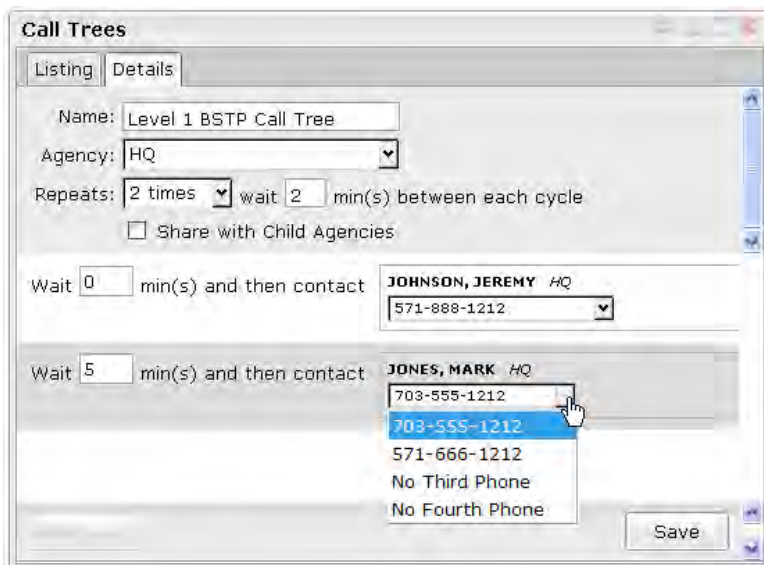 Call Trees
Listing Details
Name: Level 1 BSTP Call Tree
Agency: HQ
Repeats: 2 times wait 2 min(s) between each cycle
Share with Child Agencies
Wait 0 min(s) and then contact JOHNSON, JEREMY HQ
571-888-1212
Wait 5 min(s) and then contact JONES, MARK HQ
703-555-1212
703-555-1212
571-666-1212
No Third Phone
No Fourth Phone
Save